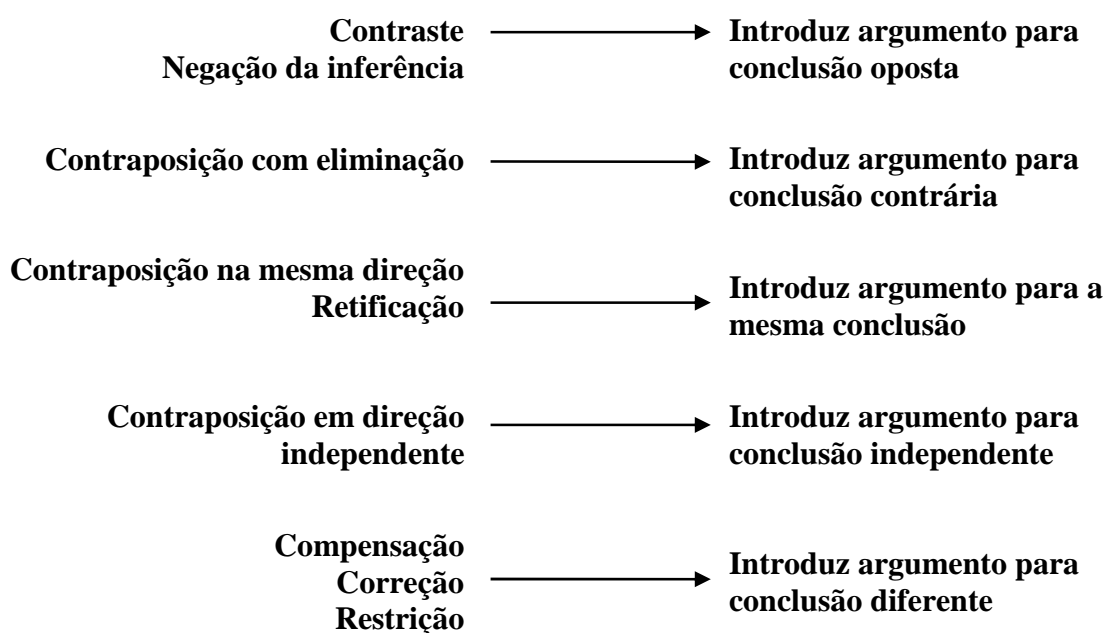 Contraste
Negação da inferência
Introduz argumento para
conclusão oposta
Contraposição com eliminação
Introduz argumento para
conclusão contrária
Contraposição na mesma direção
Retificação
Introduz argumento para a
mesma conclusão
Contraposição em direção
independente
Introduz argumento para
conclusão independente
Compensação
Correção
Restrição
Introduz argumento para
conclusão diferente